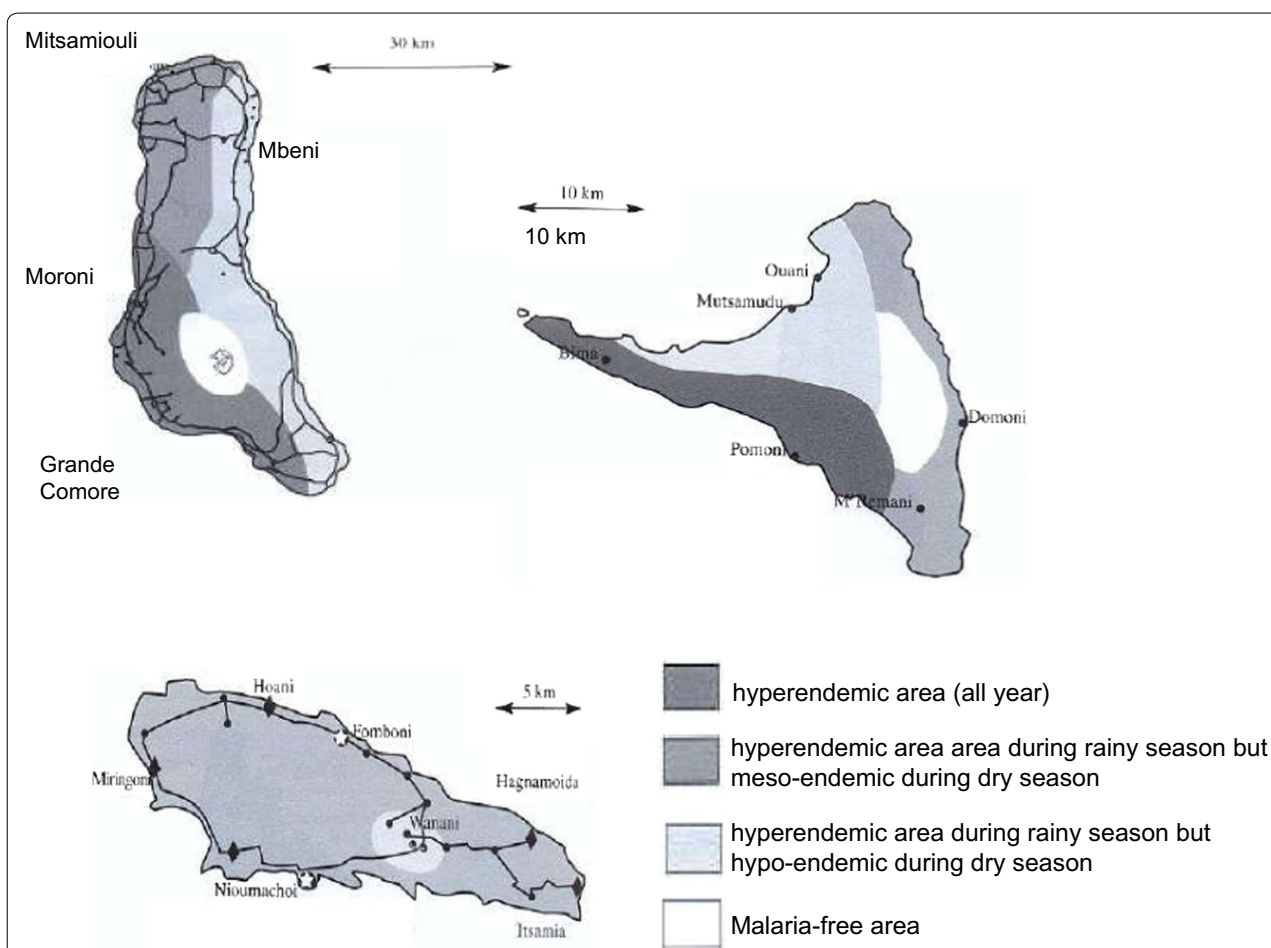 Mitsamiouli
30 km
Mbeni
10 km
10 km
Ouani
Moroni
Mutsamudu
Bima
Domoni
Pomoni
Grande
Comore
M'Remani
hyperendemic area (all year)
Hoani
5 km
Fomboni
hyperendemic area area during rainy season but
meso-endemic during dry season
Miringoni
Hagnamoida
Wanani
hyperendemic area during rainy season but
hypo-endemic during dry season
Nioumachoi
Itsamia
Malaria-free area